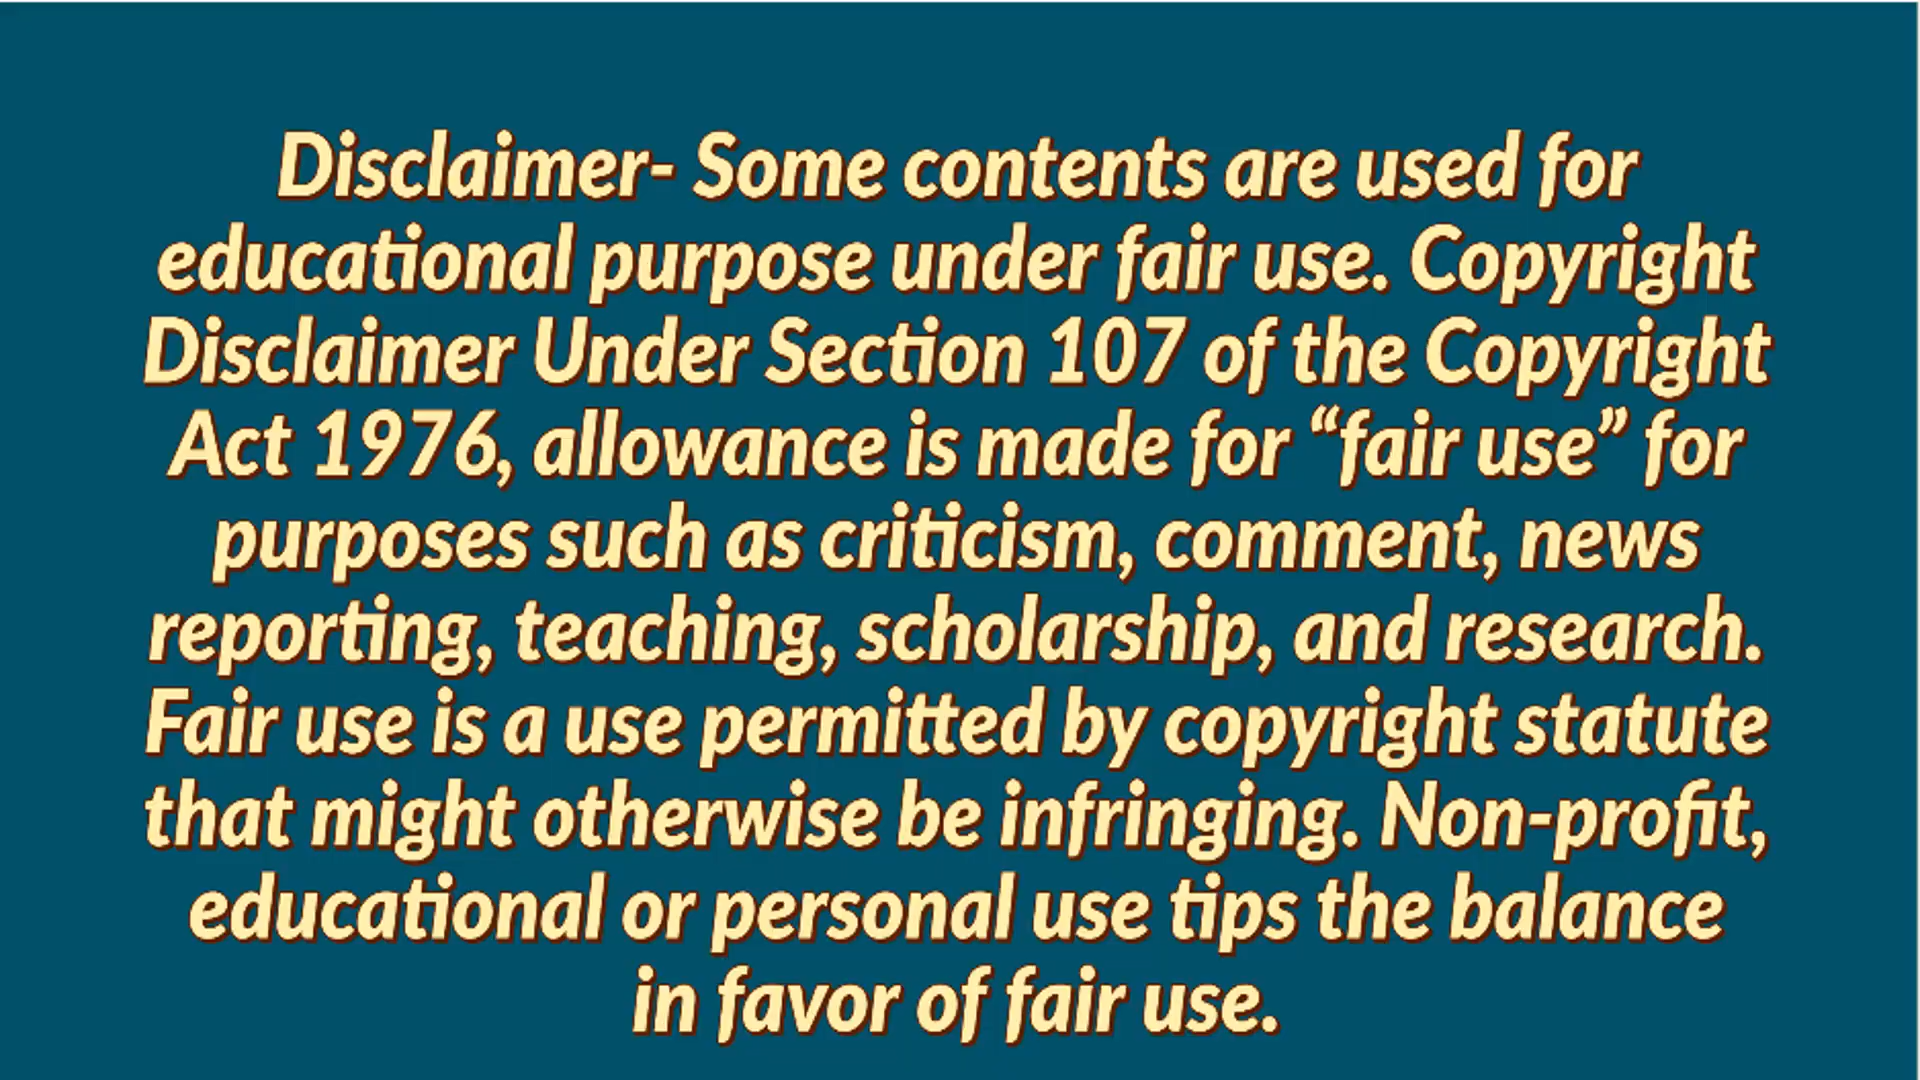 Disclaimer- Some contents are used for
educational purpose under fair use. Copyright
Disclaimer Under Section 107 of the Copyright
Act 1976, allowance is made for “fair use” for
purposes such as criticism, comment, news
reporting, teaching, scholarship, and research.
Fair use is a use permitted by copyright statute
that might otherwise be infringing. Non-profit,
educational or personal use tips the balance
in favor of fair use.